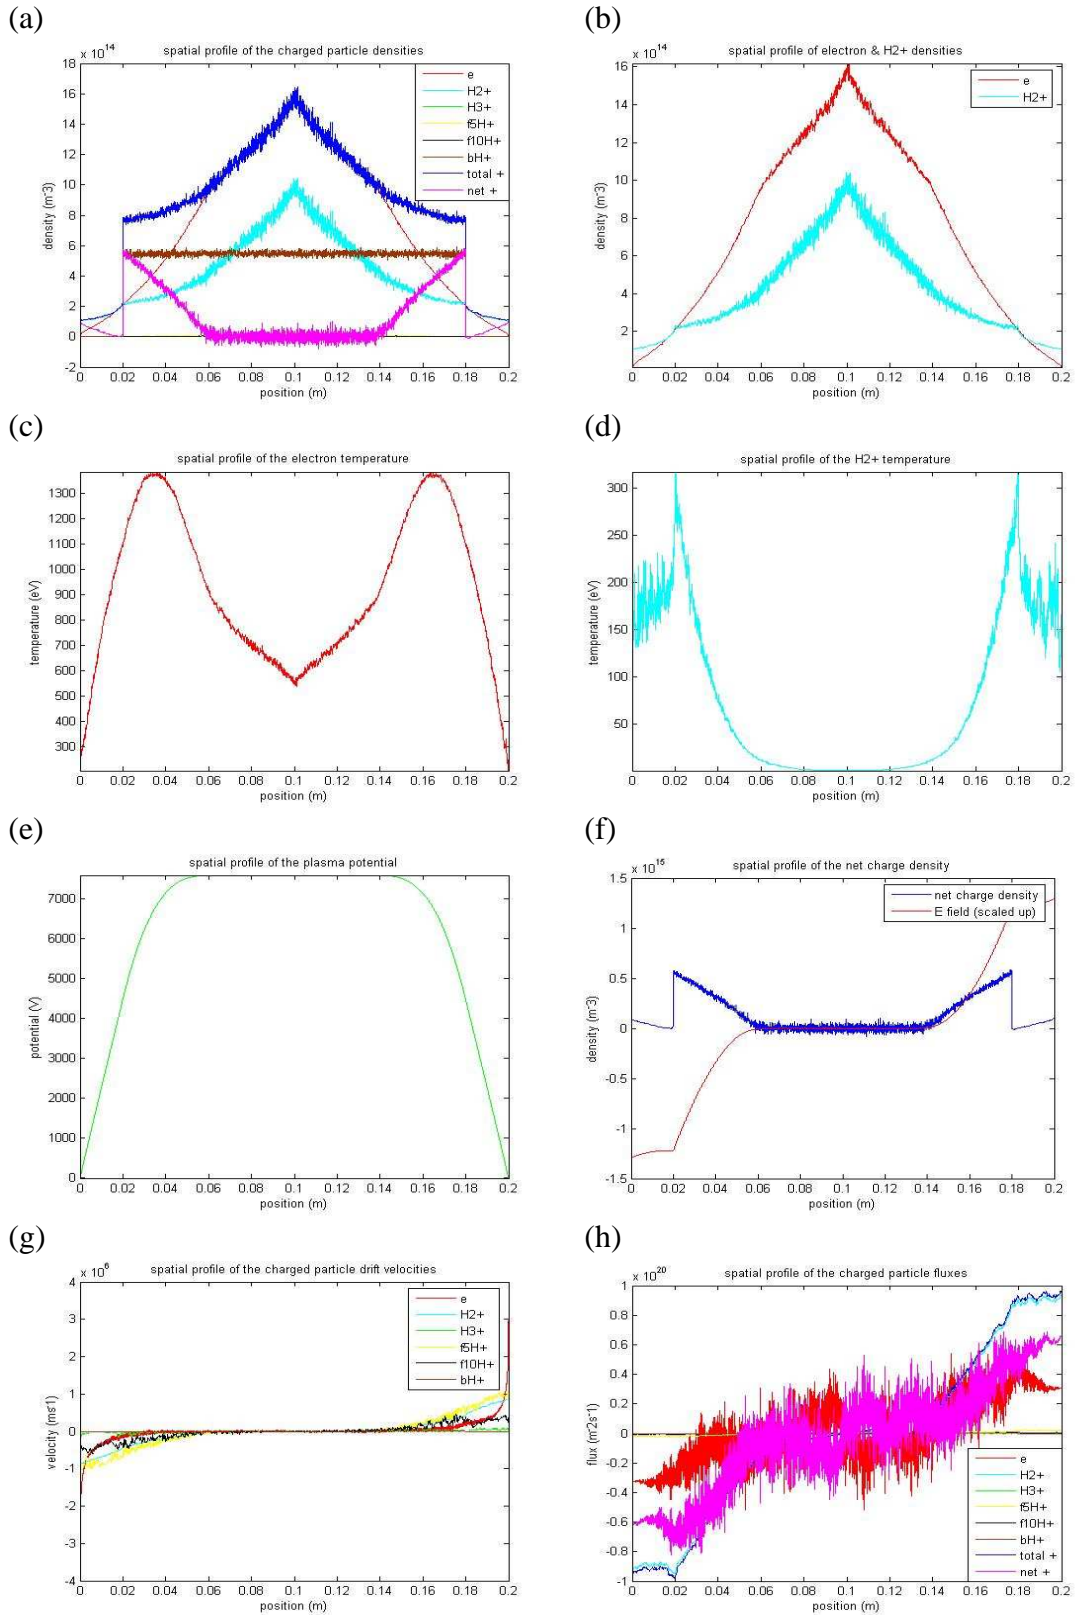 (a)
spatial profile of the charged particle densities
x 10^14
18
16
14
12
10
8
6
4
2
0
-2
density (m-3)
e
H2+
H3+
f5H+
f10H+
bH+
total +
net +
0 0.02 0.04 0.06 0.08 0.1 0.12 0.14 0.16 0.18 0.2
position (m)
(b)
spatial profile of electron & H2+ densities
x 10^14
16
14
12
10
8
6
4
2
density (m-3)
e
H2+
0 0.02 0.04 0.06 0.08 0.1 0.12 0.14 0.16 0.18 0.2
position (m)
(c)
spatial profile of the electron temperature
1300
1200
1100
1000
900
800
700
600
500
400
300
temperature (eV)
0 0.02 0.04 0.06 0.08 0.1 0.12 0.14 0.16 0.18 0.2
position (m)
(d)
spatial profile of the H2+ temperature
300
250
200
150
100
50
temperature (eV)
0 0.02 0.04 0.06 0.08 0.1 0.12 0.14 0.16 0.18 0.2
position (m)
(e)
spatial profile of the plasma potential
7000
6000
5000
4000
3000
2000
1000
0
potential (V)
0 0.02 0.04 0.06 0.08 0.1 0.12 0.14 0.16 0.18 0.2
position (m)
(f)
spatial profile of the net charge density
x 10^15
1.5
1
0.5
0
-0.5
-1
-1.5
density (m-3)
net charge density
E field (scaled up)
0 0.02 0.04 0.06 0.08 0.1 0.12 0.14 0.16 0.18 0.2
position (m)
(g)
spatial profile of the charged particle drift velocities
x 10^6
4
3
2
1
0
-1
-2
-3
-4
velocity (ms-1)
e
H2+
H3+
f5H+
f10H+
bH+
0 0.02 0.04 0.06 0.08 0.1 0.12 0.14 0.16 0.18 0.2
position (m)
(h)
spatial profile of the charged particle fluxes
x 10^20
1
0.8
0.6
0.4
0.2
0
-0.2
-0.4
-0.6
-0.8
-1
flux (m-2s-1)
e
H2+
H3+
f5H+
f10H+
bH+
total +
net +
0 0.02 0.04 0.06 0.08 0.1 0.12 0.14 0.16 0.18 0.2
position (m)